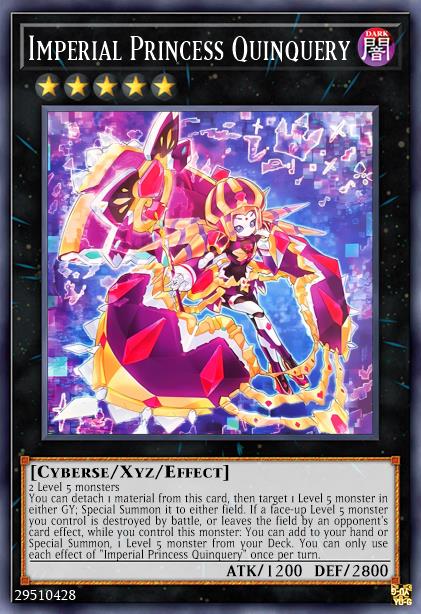 IMPERIAL PRINCESS QUINQUERY
DARK
闇
[CYBERSE/XYZ/EFFECT]
2 Level 5 monsters
You can detach 1 material from this card, then target 1 Level 5 monster in
either GY; Special Summon it to either field. If a face-up Level 5 monster
you control is destroyed by battle, or leaves the field by an opponent's
card effect, while you control this monster: You can add to your hand or
Special Summon, 1 Level 5 monster from your Deck. You can only use
each effect of "Imperial Princess Quinquery" once per turn.
ATK/1200 DEF/2800
29510428